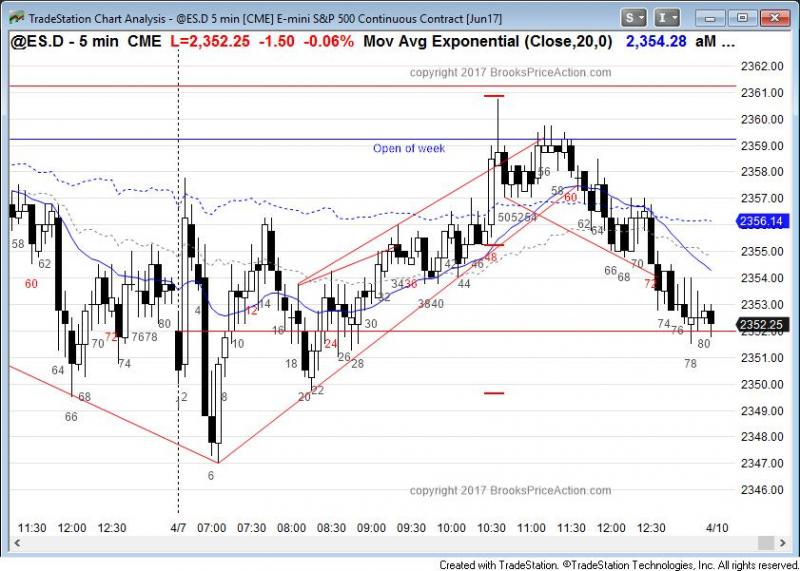 TradeStation Chart Analysis - @ES.D 5 min [CME] E-mini S&P 500 Continuous Contract [Jun17]
S I
@ES.D - 5 min CME L=2,352.25 -1.50 -0.06% Mov Avg Exponential (Close,20,0) 2,354.28 aM ...
copyright 2017 BrooksPriceAction.com
2362.00
2361.00
2360.00
Open of week
2359.00
2358.00
2357.00
2356.14
2355.00
2354.00
2353.00
2352.25
2352.00
2351.00
2350.00
2349.00
2348.00
2347.00
2346.00
58 62 60 64 66 68 70 72 74 7678 80
2 4 6 8 10 12 14 16 18 20 22 24 26 28 30 32 34 36 3840 42 44 46 48 505254 56 58 60 62 64 66 68 70 72 74 76 78 80
copyright 2017 BrooksPriceAction.com
11:30 12:00 12:30 4/7 07:00 07:30 08:00 08:30 09:00 09:30 10:00 10:30 11:00 11:30 12:00 12:30 4/10
Created with TradeStation. ©TradeStation Technologies, Inc. All rights reserved.